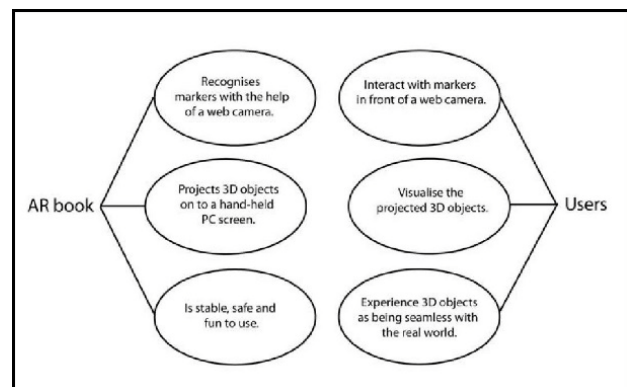 Recognises
markers with the help
of a web camera.
Interact with markers
in front of a web camera.
AR book
Projects 3D objects
on to a hand-held
PC screen.
Visualise the
projected 3D objects.
Users
Is stable, safe and
fun to use.
Experience 3D objects
as being seamless with
the real world.